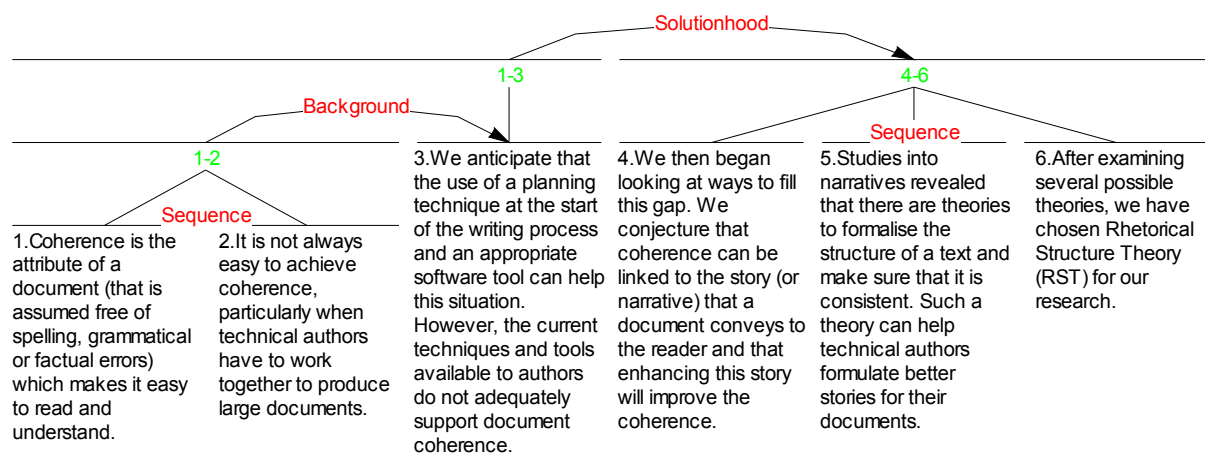 Solutionhood
1-3
4-6
Background
Sequence
1-2
Sequence
1.Coherence is the
attribute of a
document (that is
assumed free of
spelling, grammatical
or factual errors)
which makes it easy
to read and
understand.
2.It is not always
easy to achieve
coherence,
particularly when
technical authors
have to work
together to produce
large documents.
3.We anticipate that
the use of a planning
technique at the start
of the writing process
and an appropriate
software tool can help
this situation.
However, the current
techniques and tools
available to authors
do not adequately
support document
coherence.
4.We then began
looking at ways to fill
this gap. We
conjecture that
coherence can be
linked to the story (or
narrative) that a
document conveys to
the reader and that
enhancing this story
will improve the
coherence.
5.Studies into
narratives revealed
that there are theories
to formalise the
structure of a text and
make sure that it is
consistent. Such a
theory can help
technical authors
formulate better
stories for their
documents.
6.After examining
several possible
theories, we have
chosen Rhetorical
Structure Theory
(RST) for our
research.